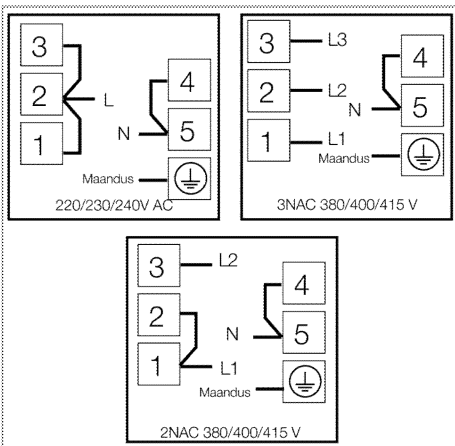 3
2 L 4
1 N 5
Maandus
220/230/240V AC
3 L3 4
2 L2 N 5
1 L1
Maandus
3NAC 380/400/415 V
3 L2 4
2 N 5
1 L1
Maandus
2NAC 380/400/415 V